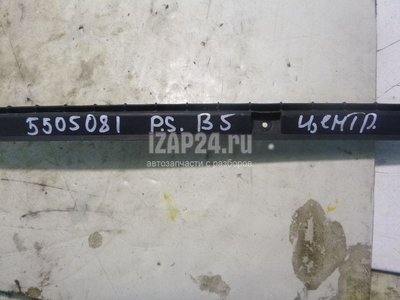 5505081 P.S. B5 центр.
IZAP24.ru
автозапчасти с разборов